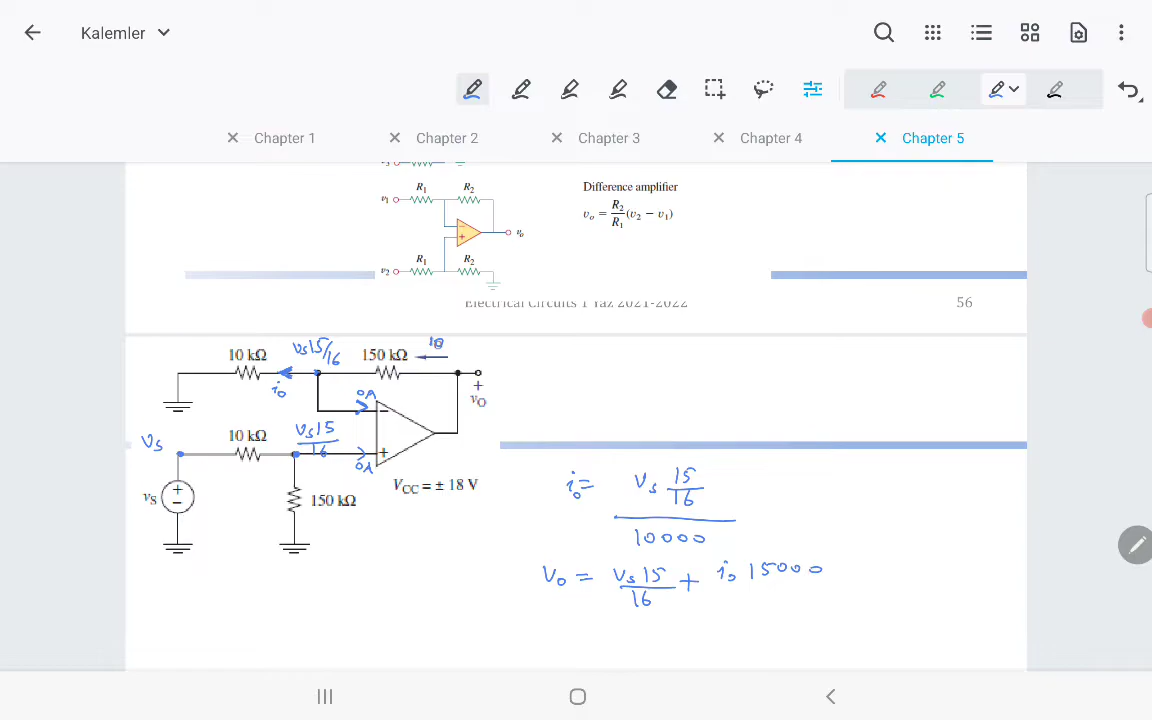 Kalemler
Chapter 1
Chapter 2
Chapter 3
Chapter 4
Chapter 5
R1 R2
v1
vo
R1 R2
v2
Difference amplifier
vo = R2/R1 (v2 − v1)
Electrical Circuits 1 Yaz 2021-2022
56
10 kΩ
Vs15/16
150 kΩ
io
io
0A
−
+
vO
Vs
10 kΩ
Vs15/16
0A
+
vS
+
−
150 kΩ
VCC = ± 18 V
io = Vs 15/16
10000
Vo = Vs15/16 + io 15000